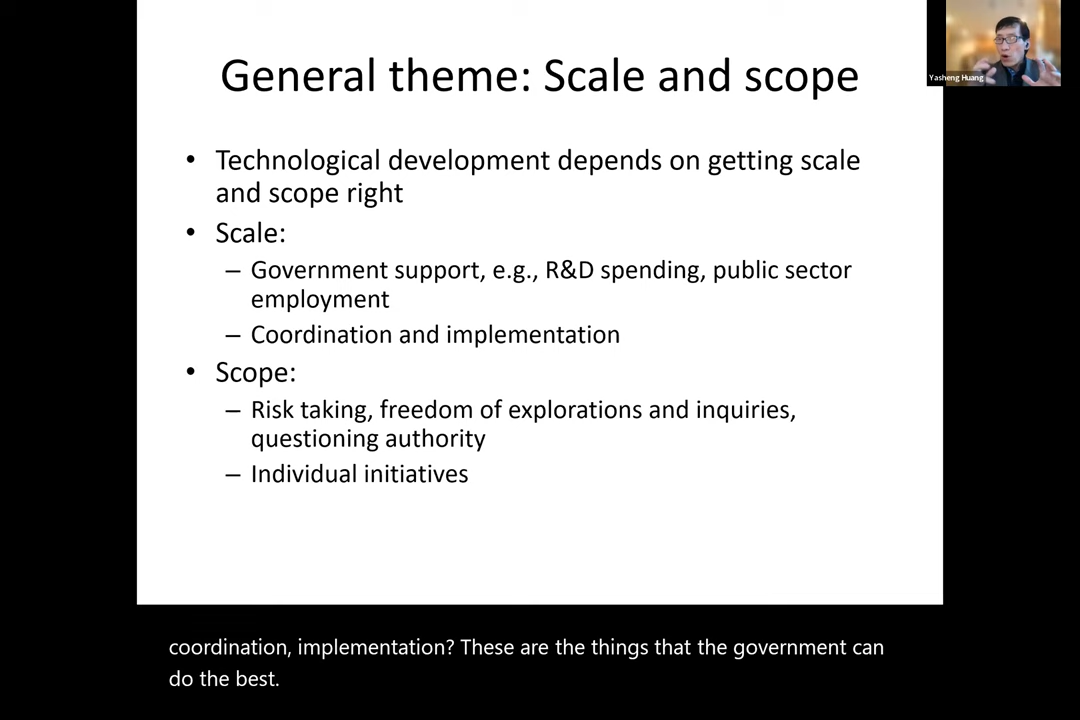 General theme: Scale and scope
Yasheng Huang
• Technological development depends on getting scale
and scope right
• Scale:
– Government support, e.g., R&D spending, public sector
employment
– Coordination and implementation
• Scope:
– Risk taking, freedom of explorations and inquiries,
questioning authority
– Individual initiatives
coordination, implementation? These are the things that the government can
do the best.